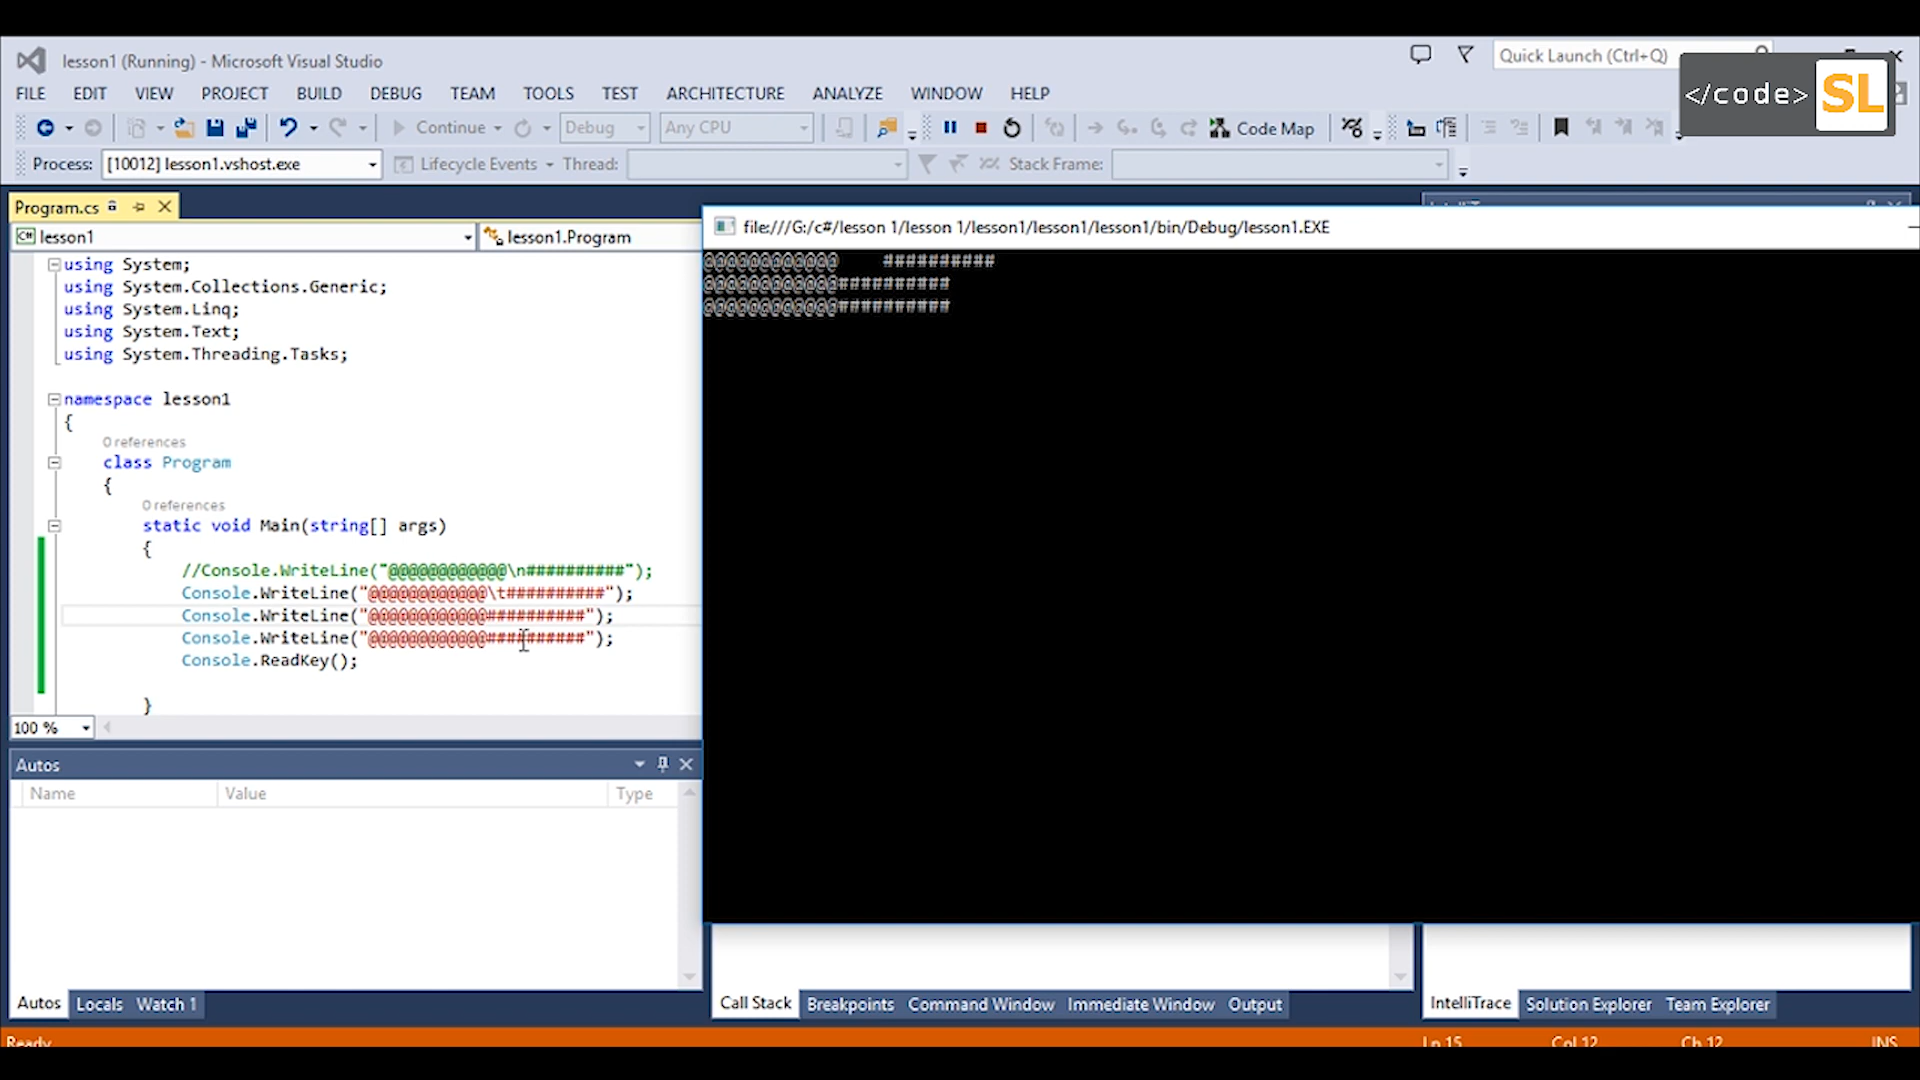 lesson1 (Running) - Microsoft Visual Studio
Quick Launch (Ctrl+Q)
</code> SL
FILE EDIT VIEW PROJECT BUILD DEBUG TEAM TOOLS TEST ARCHITECTURE ANALYZE WINDOW HELP
Continue Debug Any CPU Code Map
Process: [10012] lesson1.vshost.exe Lifecycle Events Thread: Stack Frame:
Program.cs
lesson1 lesson1.Program
file:///G:/c#/lesson 1/lesson 1/lesson1/lesson1/lesson1/bin/Debug/lesson1.EXE
@@@@@@@@@@@@    ##########
@@@@@@@@@@@@##########
@@@@@@@@@@@@##########
using System;
using System.Collections.Generic;
using System.Linq;
using System.Text;
using System.Threading.Tasks;
namespace lesson1
{
0 references
class Program
{
0 references
static void Main(string[] args)
{
//Console.WriteLine("@@@@@@@@@@@@\n##########");
Console.WriteLine("@@@@@@@@@@@@\t##########");
Console.WriteLine("@@@@@@@@@@@@##########");
Console.WriteLine("@@@@@@@@@@@@##########");
Console.ReadKey();
}
100 %
Autos
Name Value Type
Autos Locals Watch 1
Call Stack Breakpoints Command Window Immediate Window Output
IntelliTrace Solution Explorer Team Explorer
Ready Ln 15 Col 12 Ch 12 INS